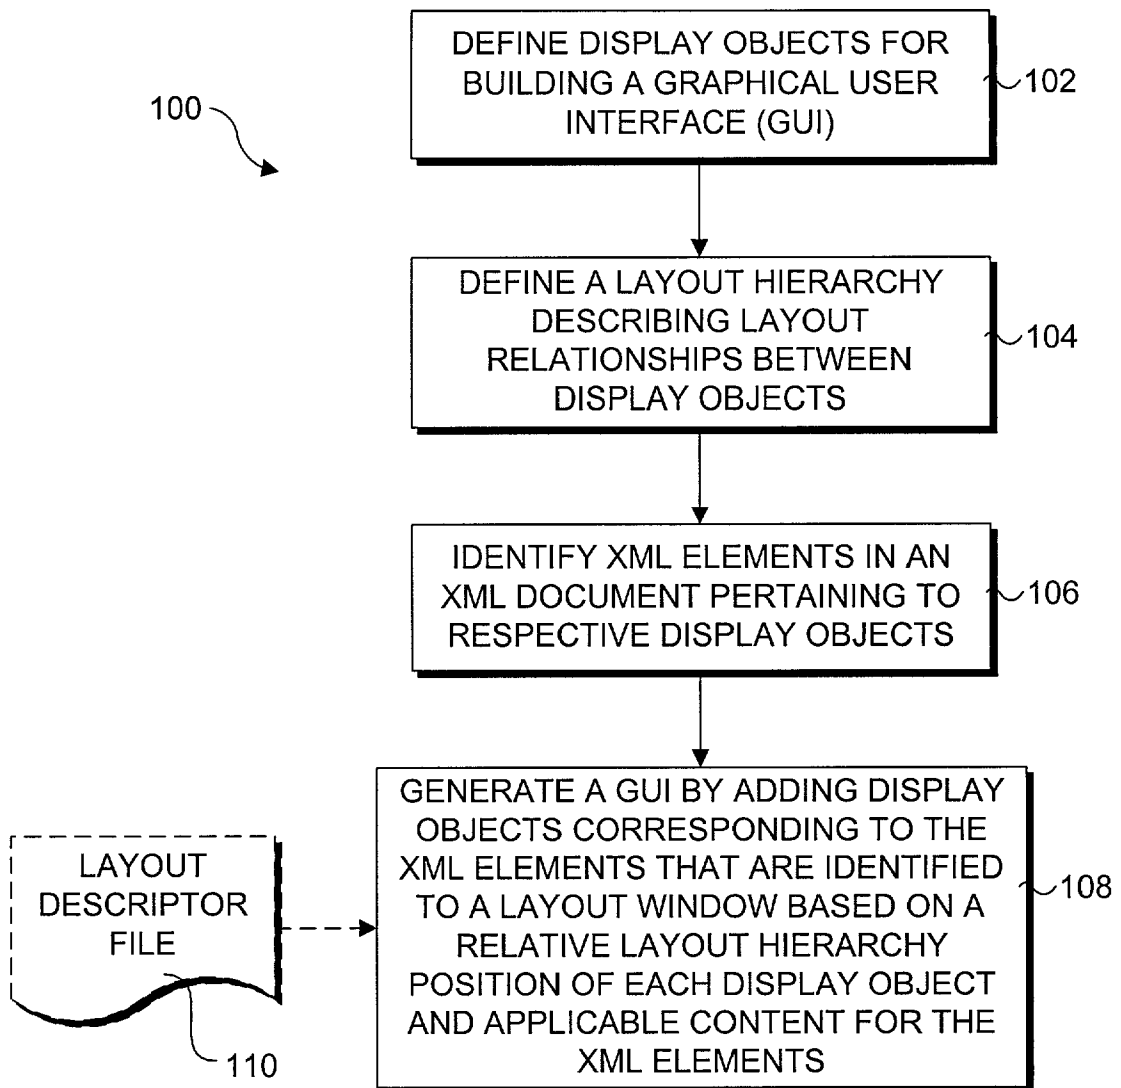 DEFINE DISPLAY OBJECTS FOR
BUILDING A GRAPHICAL USER
INTERFACE (GUI)
102
100
DEFINE A LAYOUT HIERARCHY
DESCRIBING LAYOUT
RELATIONSHIPS BETWEEN
DISPLAY OBJECTS
104
IDENTIFY XML ELEMENTS IN AN
XML DOCUMENT PERTAINING TO
RESPECTIVE DISPLAY OBJECTS
106
GENERATE A GUI BY ADDING DISPLAY
OBJECTS CORRESPONDING TO THE
XML ELEMENTS THAT ARE IDENTIFIED
TO A LAYOUT WINDOW BASED ON A
RELATIVE LAYOUT HIERARCHY
POSITION OF EACH DISPLAY OBJECT
AND APPLICABLE CONTENT FOR THE
XML ELEMENTS
108
LAYOUT
DESCRIPTOR
FILE
110